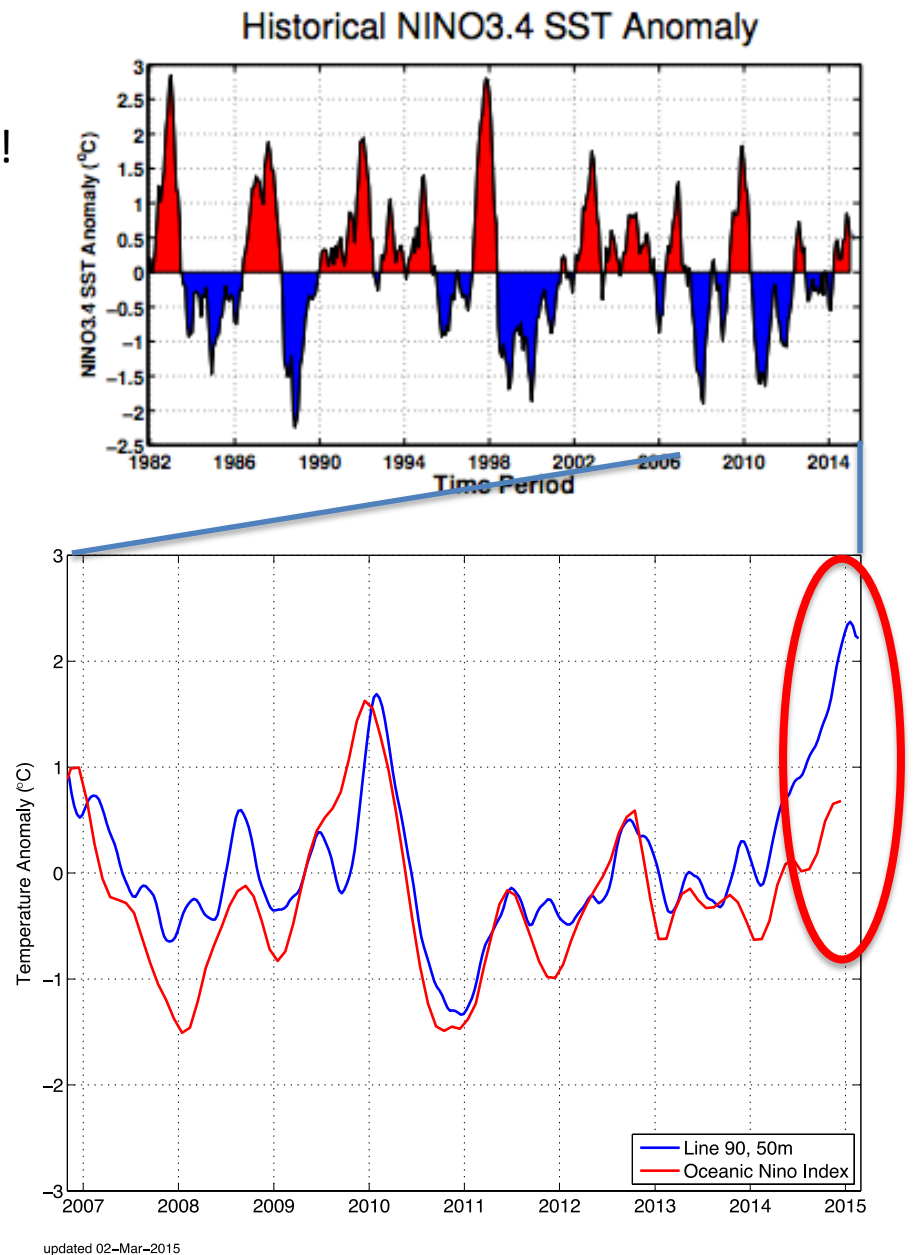 Historical NINO3.4 SST Anomaly
!
NINO3.4 SST Anomaly (°C)
3
2.5
2
1.5
1
0.5
0
−0.5
−1
−1.5
−2
−2.5
1982 1986 1990 1994 1998 2002 2006 2010 2014
Time Period
Temperature Anomaly (°C)
3
2
1
0
−1
−2
−3
Line 90, 50m
Oceanic Nino Index
2007 2008 2009 2010 2011 2012 2013 2014 2015
updated 02−Mar−2015